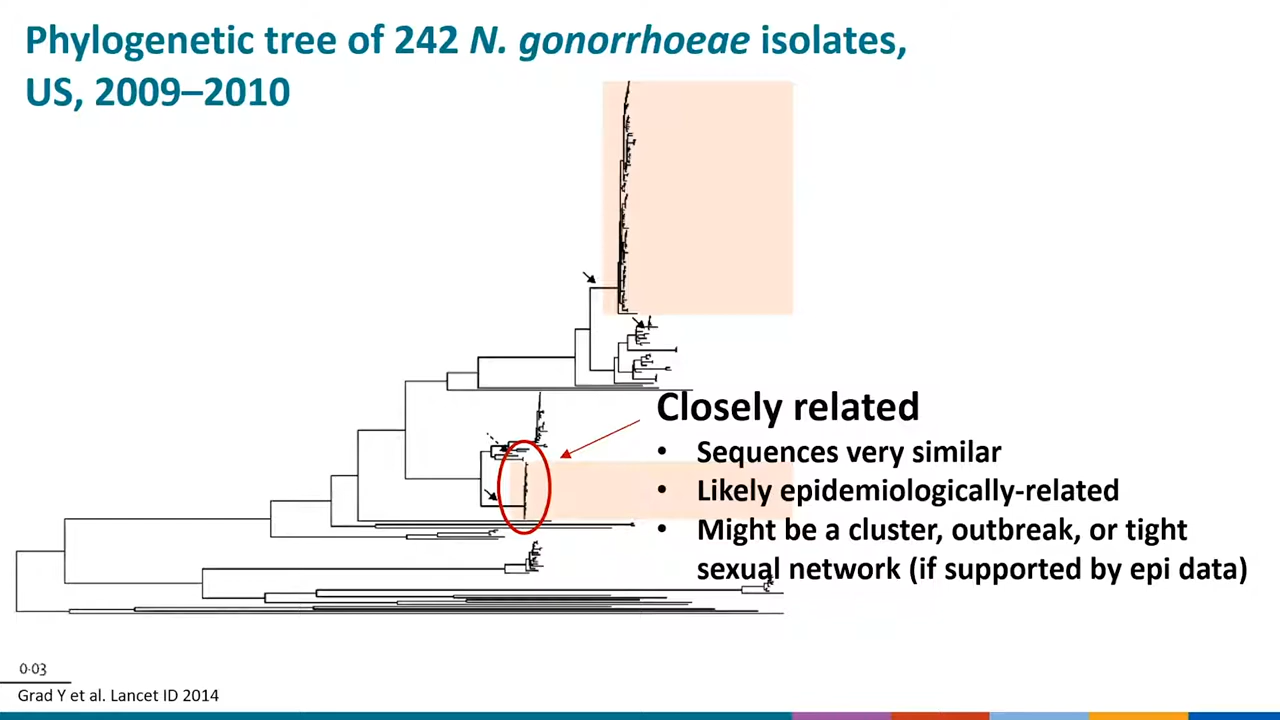 Phylogenetic tree of 242 N. gonorrhoeae isolates,
US, 2009–2010
Closely related
• Sequences very similar
• Likely epidemiologically-related
• Might be a cluster, outbreak, or tight
sexual network (if supported by epi data)
0·03
Grad Y et al. Lancet ID 2014